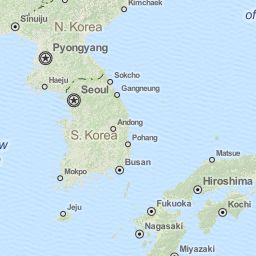 Kimchaek
of
Sinuiju
N. Korea
Pyongyang
Haeju
Sokcho
Seoul
Gangneung
Andong
S. Korea
Pohang
w
Matsue
Busan
Mokpo
Hiroshima
Jeju
Fukuoka
Kochi
Nagasaki
Miyazaki